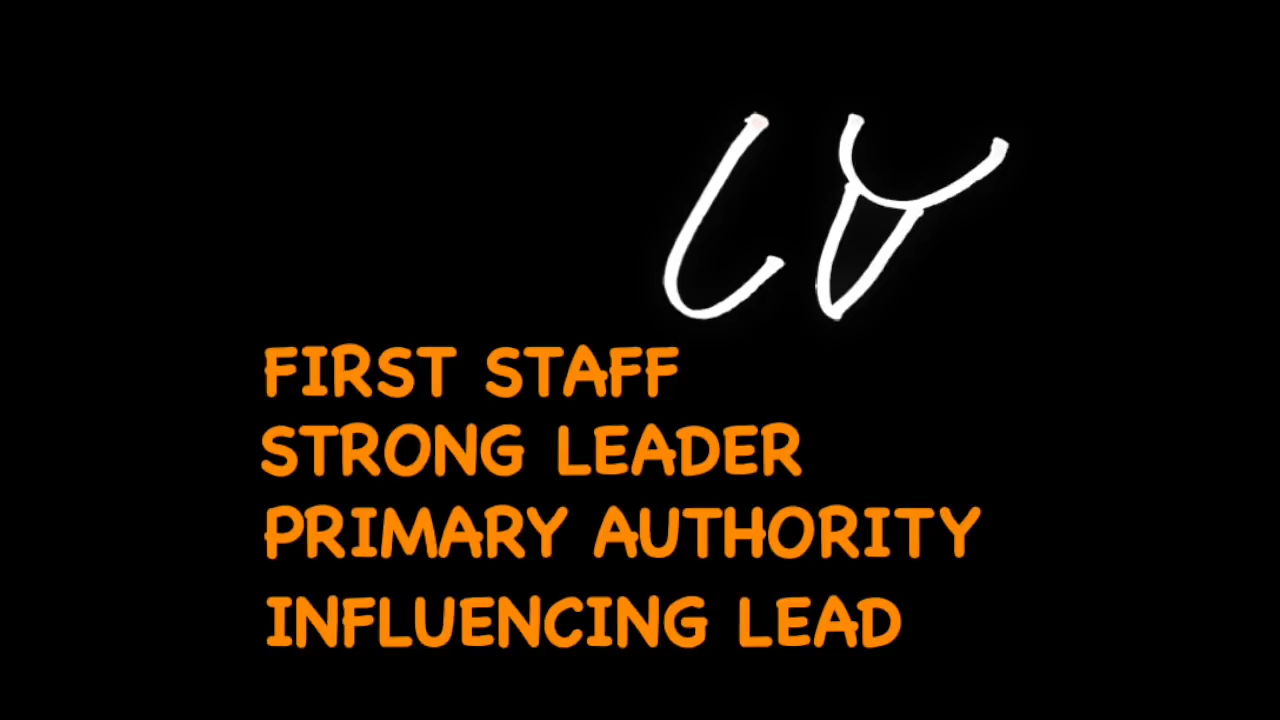 FIRST STAFF
STRONG LEADER
PRIMARY AUTHORITY
INFLUENCING LEAD